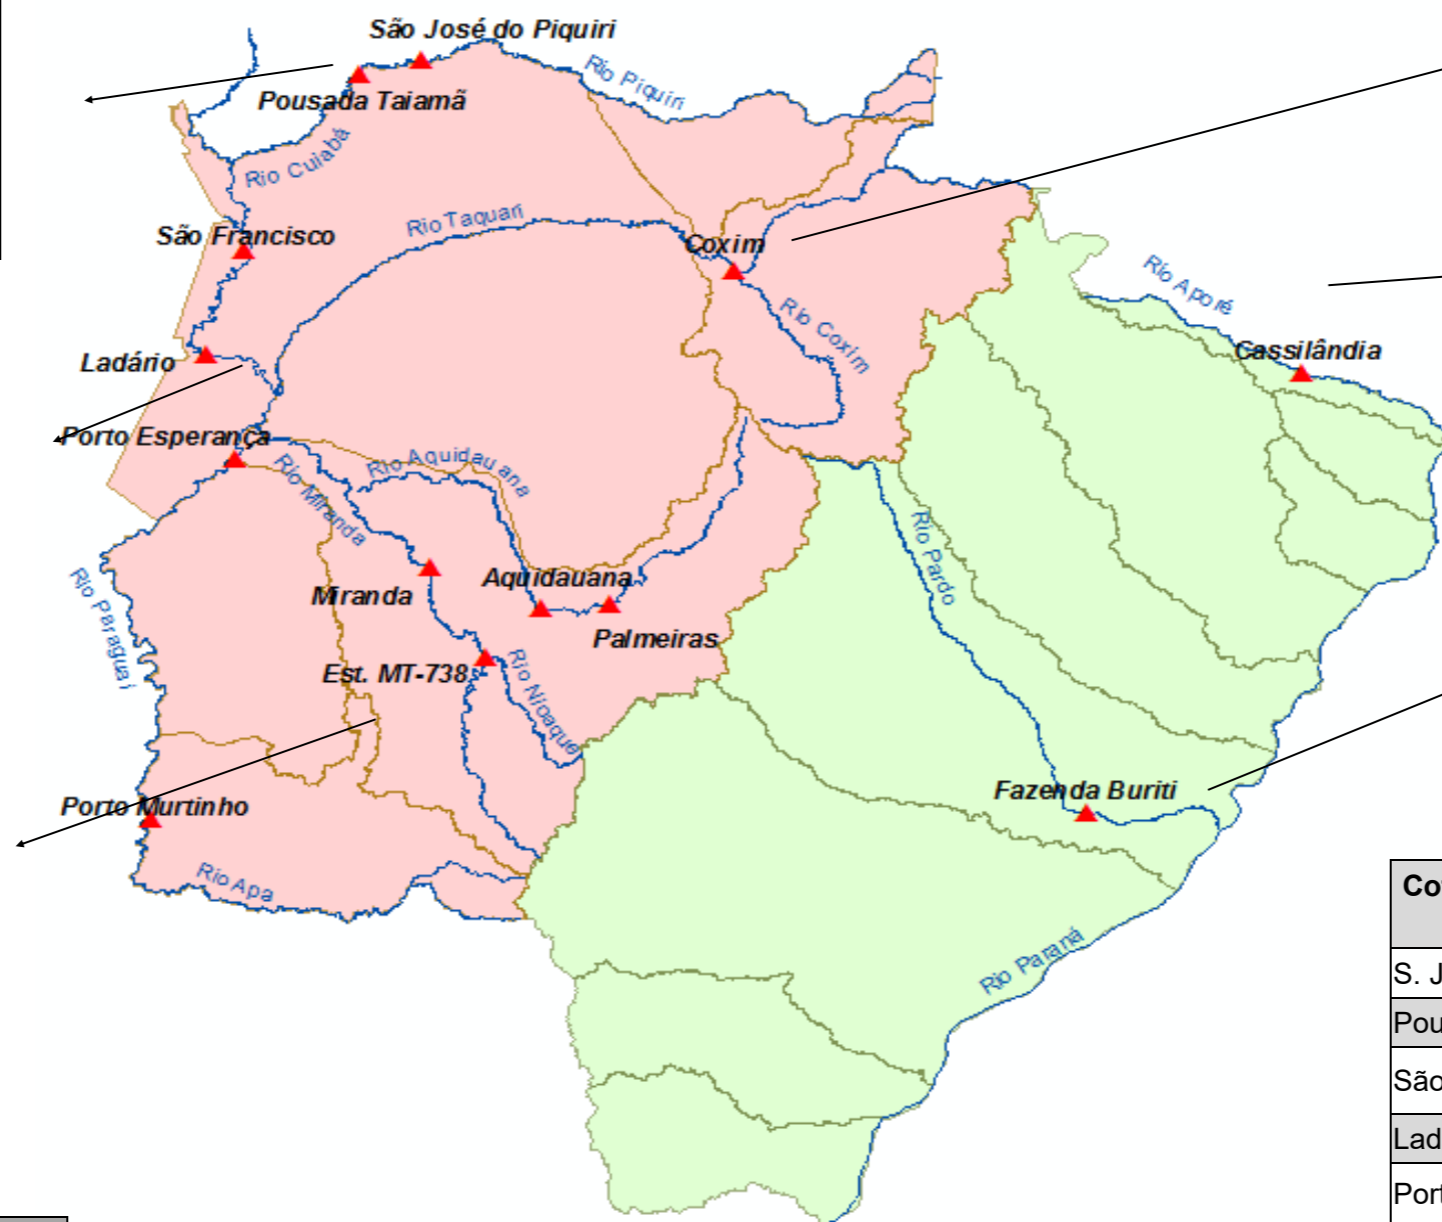 São José do Piquiri
Rio Piquiri
Pousada Taiamã
Rio Cuiabá
Rio Taquari
São Francisco
Coxim
Rio Aporé
Rio Coxim
Cassilândia
Ladário
Porto Esperança
Rio Aquidauana
Rio Miranda
Rio Pardo
Rio Paraguai
Miranda
Aquidauana
Palmeiras
Est. MT-738
Rio Nioaque
Fazenda Buriti
Porto Murtinho
Rio Apa
Rio Paraná
S. J
Pou
São
Lad
Port